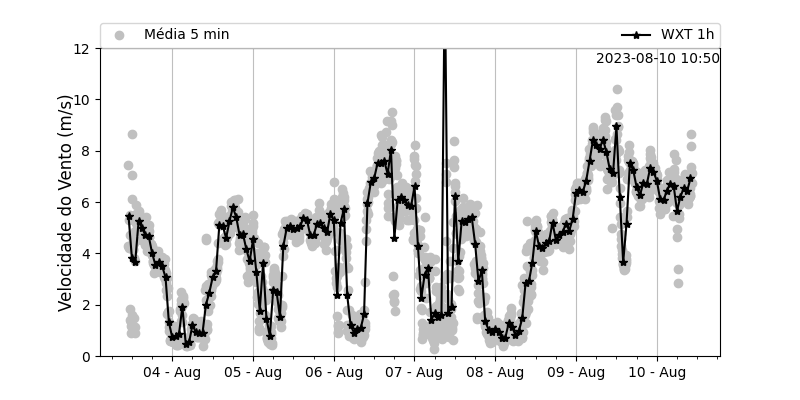 Média 5 min
WXT 1h
2023-08-10 10:50
Velocidade do Vento (m/s)
12
10
8
6
4
2
0
04 - Aug
05 - Aug
06 - Aug
07 - Aug
08 - Aug
09 - Aug
10 - Aug